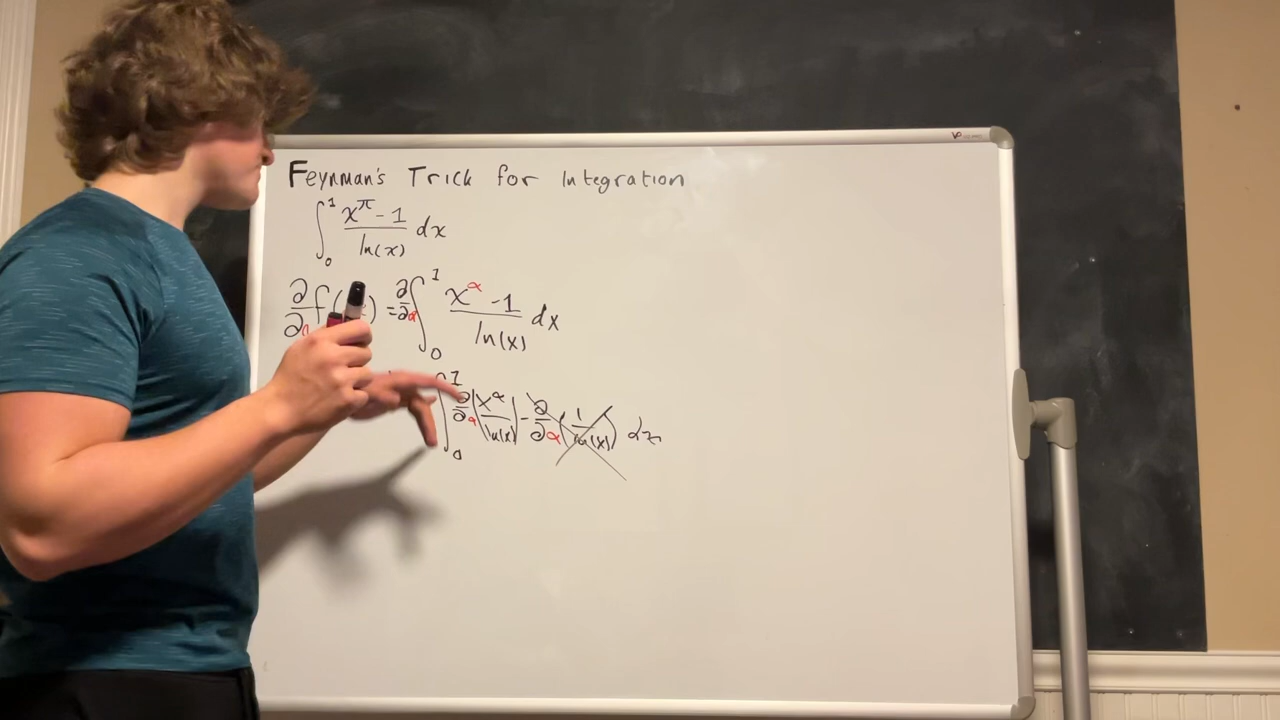 Feynman's Trick for Integration
∫₀¹ (x^π - 1)/ln(x) dx
∂/∂α f( ) = ∂/∂α ∫₀¹ (x^α - 1)/ln(x) dx
∫₀¹ ∂/∂α (x^α/ln(x)) - ∂/∂α (1/ln(x)) dx